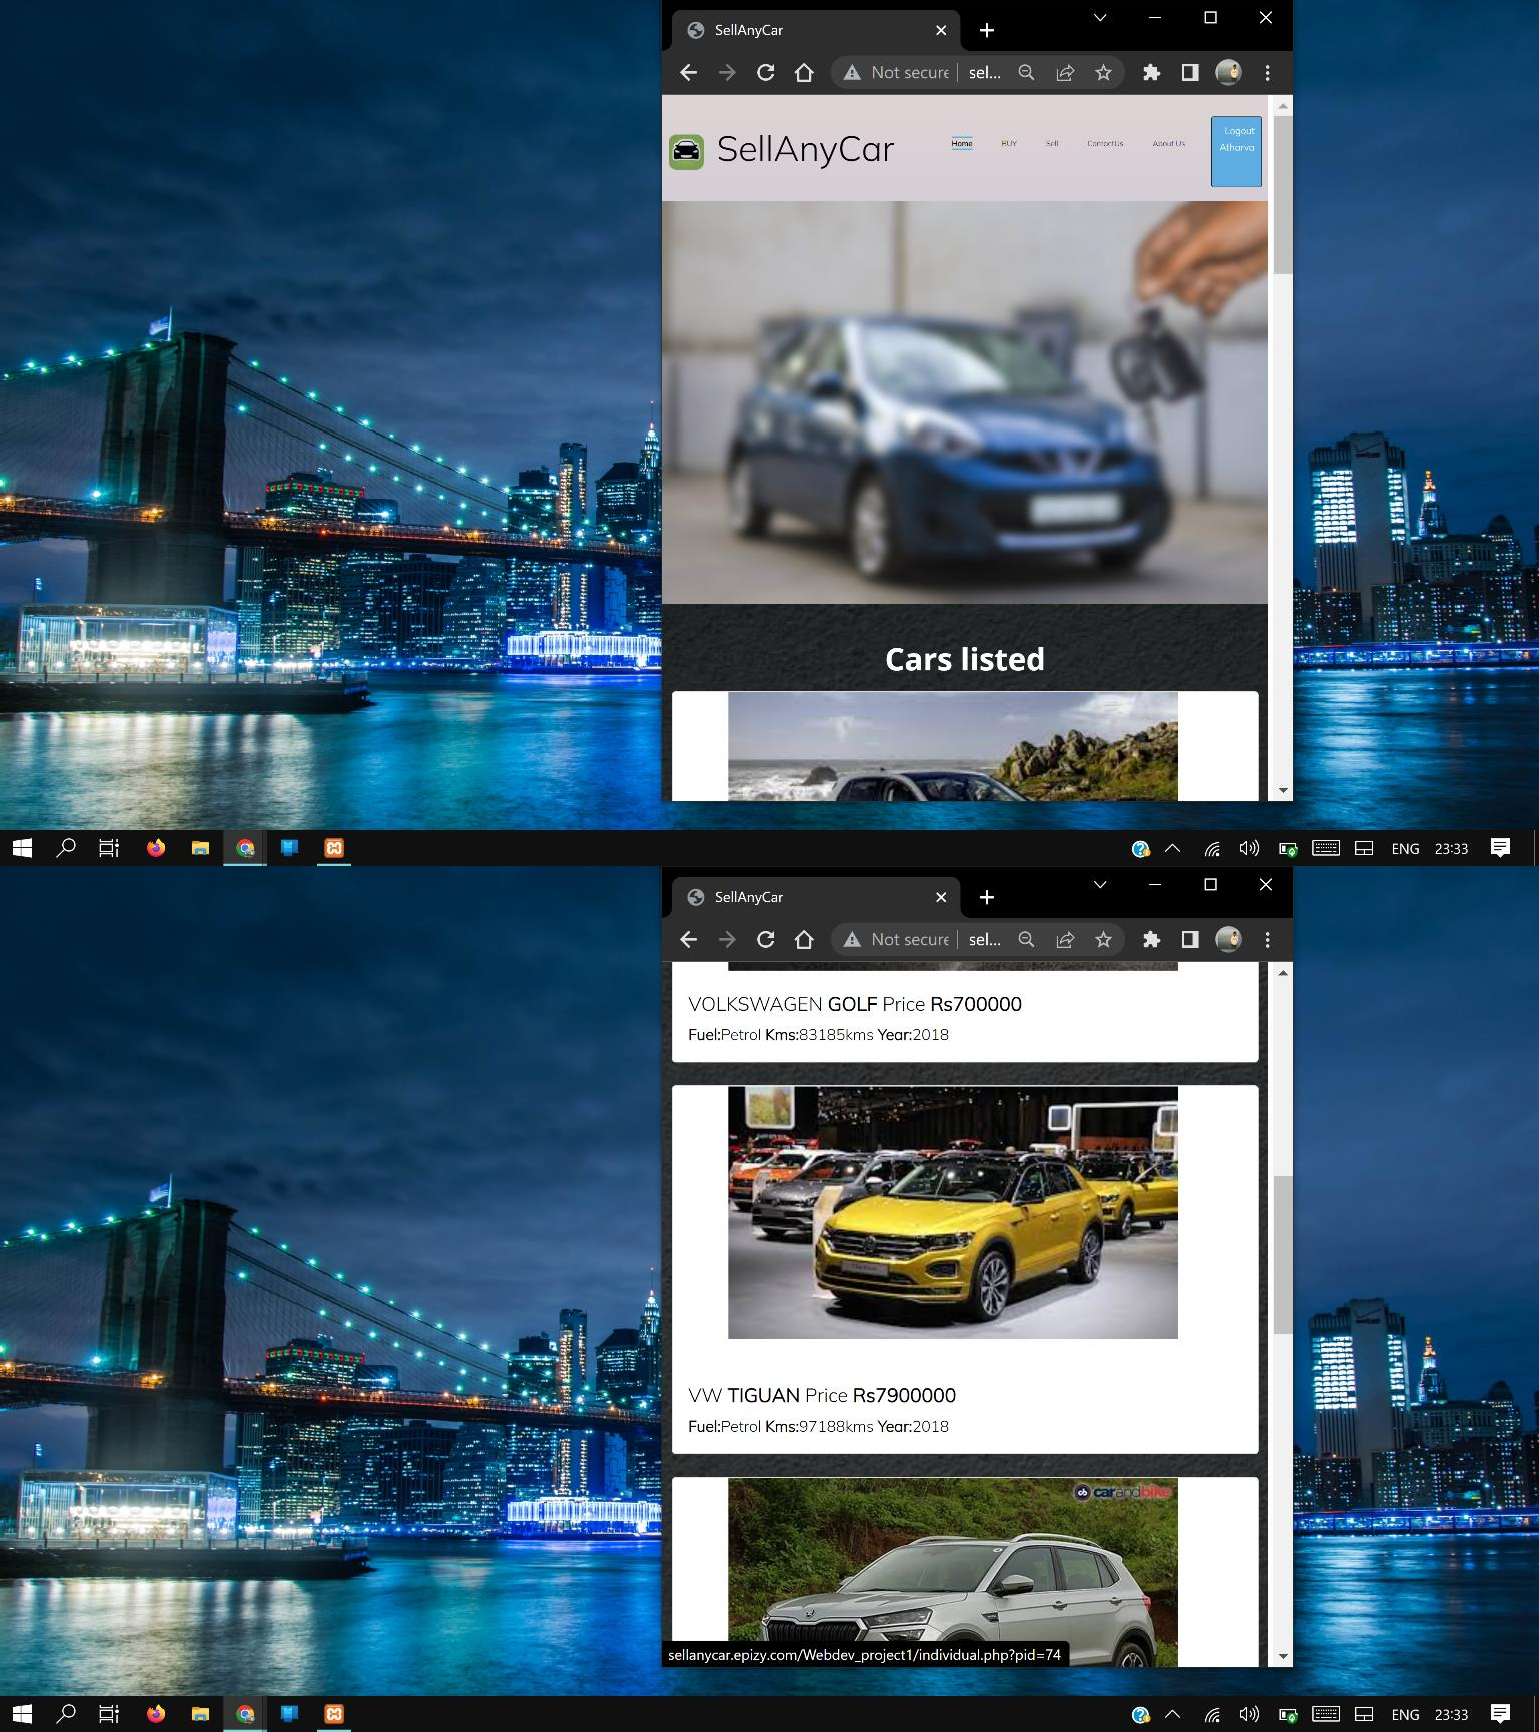 SellAnyCar
Not secure sel...
SellAnyCar
Home BUY Sell ContactUs About Us
Logout
Atharva
Cars listed
ENG 23:33
SellAnyCar
Not secure sel...
VOLKSWAGEN GOLF Price Rs700000
Fuel:Petrol Kms:83185kms Year:2018
VW TIGUAN Price Rs7900000
Fuel:Petrol Kms:97188kms Year:2018
carandbike
sellanycar.epizy.com/Webdev_project1/individual.php?pid=74
ENG 23:33